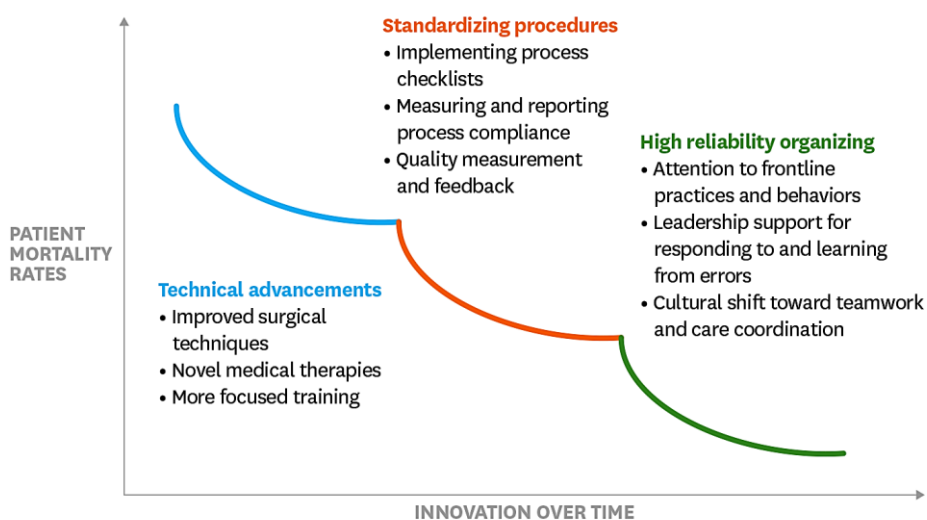 Standardizing procedures
• Implementing process
checklists
• Measuring and reporting
process compliance
• Quality measurement
and feedback
High reliability organizing
• Attention to frontline
practices and behaviors
• Leadership support for
responding to and learning
from errors
• Cultural shift toward teamwork
and care coordination
PATIENT
MORTALITY
RATES
Technical advancements
• Improved surgical
techniques
• Novel medical therapies
• More focused training
INNOVATION OVER TIME